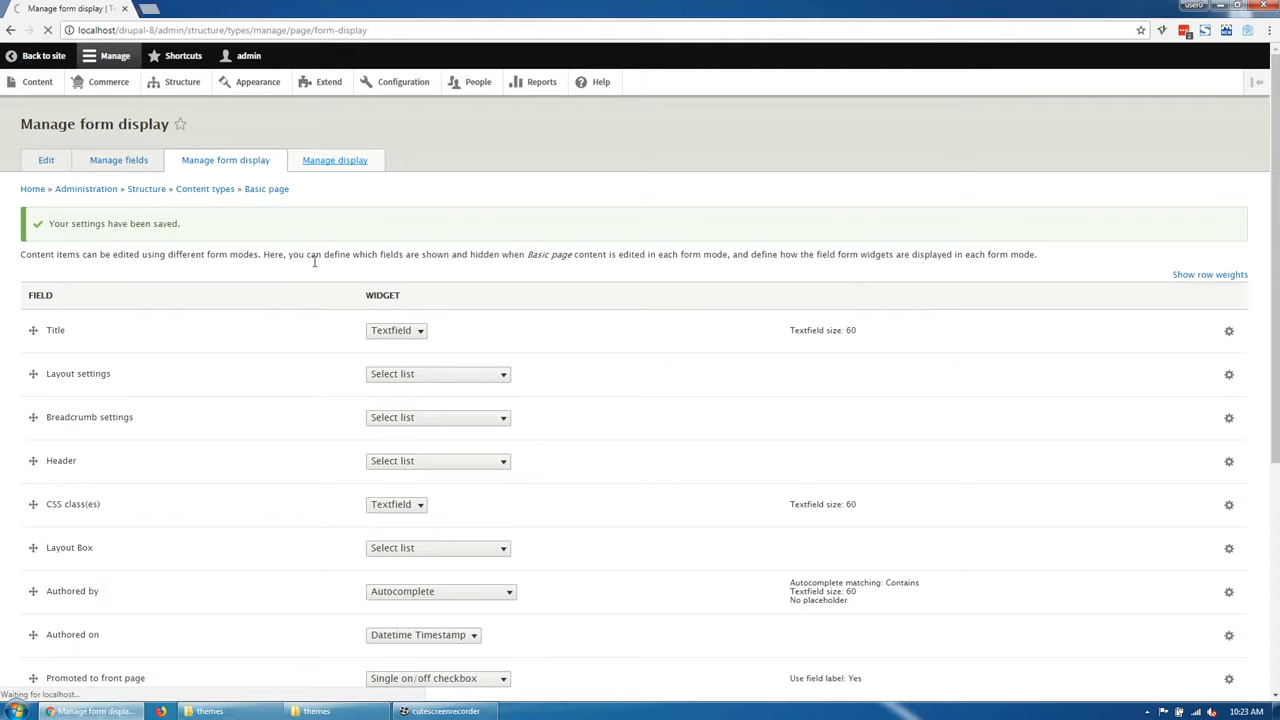 Manage form display | T
user0
localhost/drupal-8/admin/structure/types/manage/page/form-display
Back to site Manage Shortcuts admin
Content Commerce Structure Appearance Extend Configuration People Reports Help
Manage form display
Edit Manage fields Manage form display Manage display
Home » Administration » Structure » Content types » Basic page
Your settings have been saved.
Content items can be edited using different form modes. Here, you can define which fields are shown and hidden when Basic page content is edited in each form mode, and define how the field form widgets are displayed in each form mode.
Show row weights
FIELD WIDGET
Title Textfield Textfield size: 60
Layout settings Select list
Breadcrumb settings Select list
Header Select list
CSS class(es) Textfield Textfield size: 60
Layout Box Select list
Autocomplete matching: Contains
Authored by Autocomplete Textfield size: 60
No placeholder
Authored on Datetime Timestamp
Promoted to front page Single on/off checkbox Use field label: Yes
Waiting for localhost...
Manage form displa... themes themes cutescreenrecorder 10:23 AM